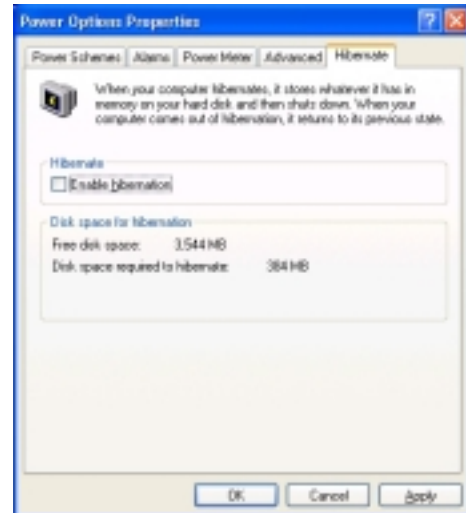 Power Options Properties
Power Schemes Alarms Power Meter Advanced Hibernate
When your computer hibernates, it stores whatever it has in
memory on your hard disk and then shuts down. When your
computer comes out of hibernation, it returns to its previous state.
Hibernate
Enable hibernation
Disk space for hibernation
Free disk space: 3,544 MB
Disk space required to hibernate: 384 MB
OK Cancel Apply